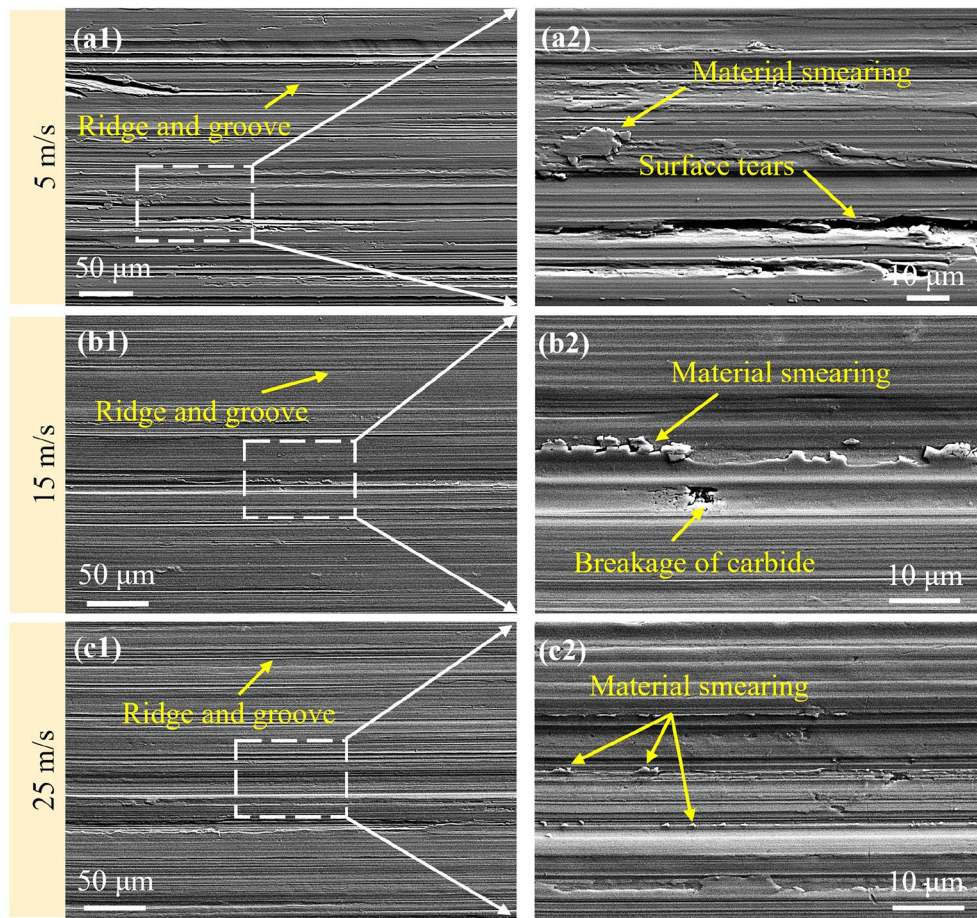 5 m/s
(a1)
Ridge and groove
50 μm
(a2)
Material smearing
Surface tears
10 μm
15 m/s
(b1)
Ridge and groove
50 μm
(b2)
Material smearing
Breakage of carbide
10 μm
25 m/s
(c1)
Ridge and groove
50 μm
(c2)
Material smearing
10 μm